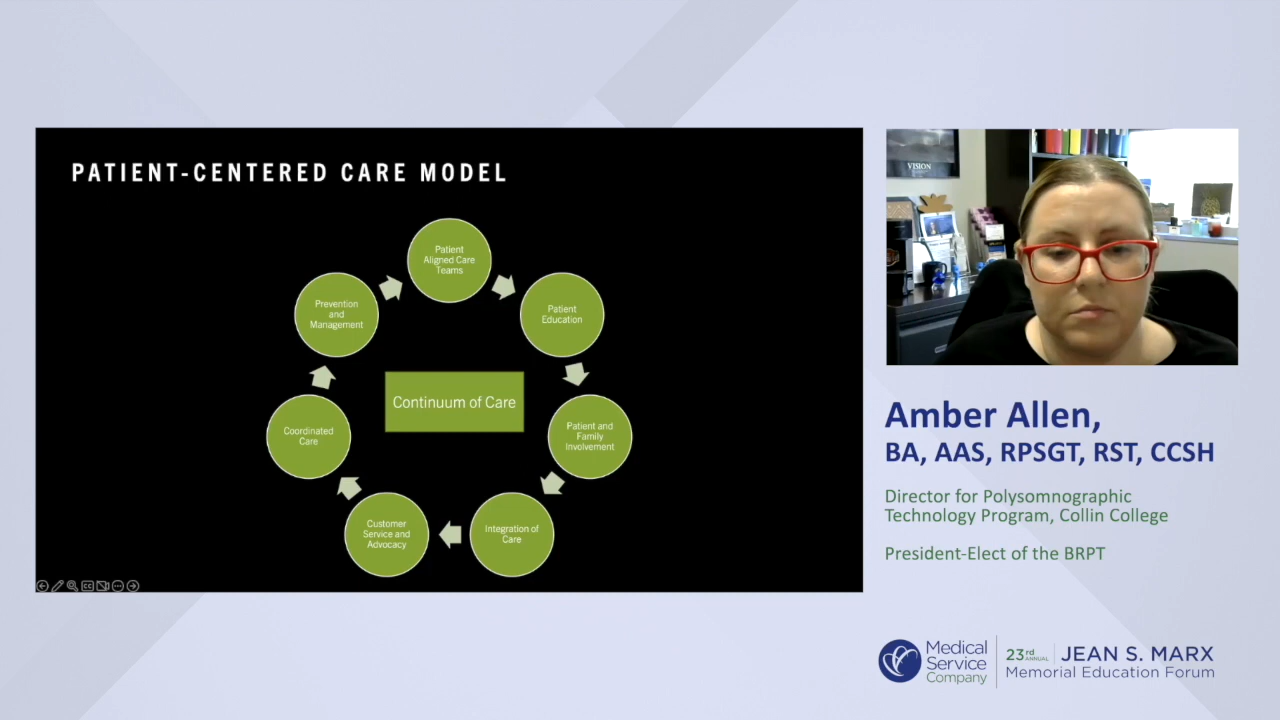 PATIENT-CENTERED CARE MODEL
Patient
Aligned Care
Teams
Patient
Education
Patient and
Family
Involvement
Integration of
Care
Customer
Service and
Advocacy
Coordinated
Care
Prevention
and
Management
Continuum of Care
VISION
Amber Allen,
BA, AAS, RPSGT, RST, CCSH
Director for Polysomnographic
Technology Program, Collin College
President-Elect of the BRPT
Medical
Service
Company
23rd ANNUAL JEAN S. MARX
Memorial Education Forum